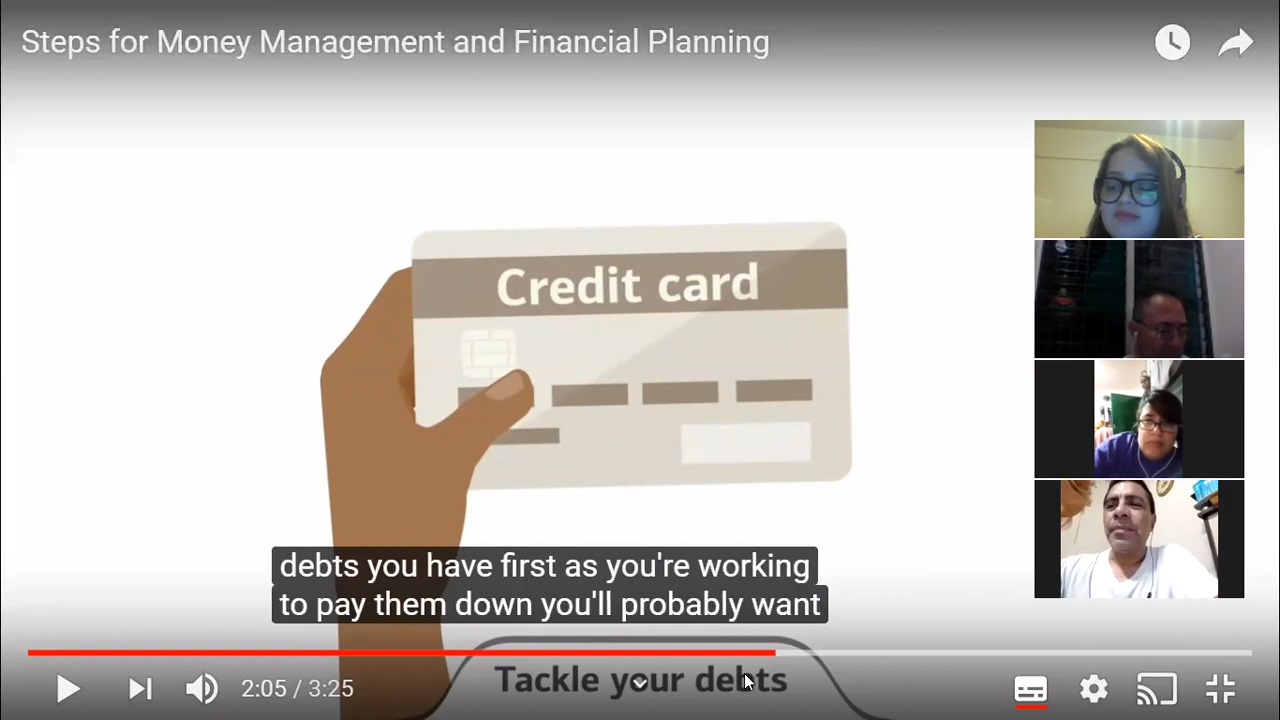 Steps for Money Management and Financial Planning
Credit card
debts you have first as you're working
to pay them down you'll probably want
Tackle your debts
2:05 / 3:25